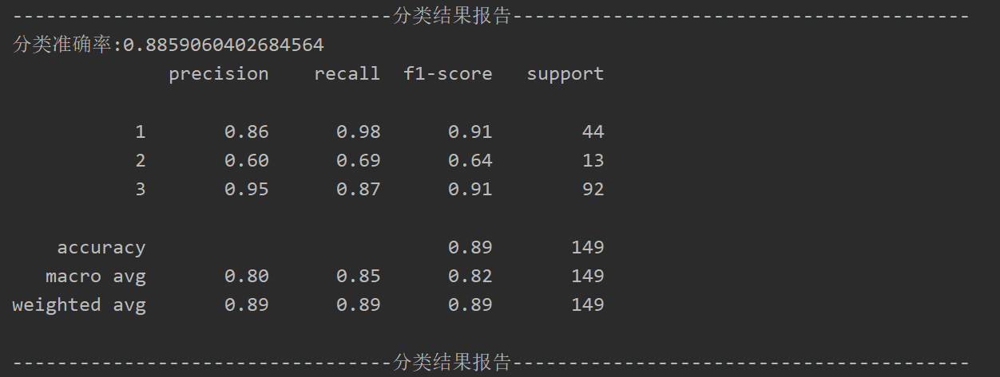 ---------------------------------分类结果报告----------------------------------------
分类准确率:0.8859060402684564
              precision    recall  f1-score   support

           1       0.86      0.98      0.91        44
           2       0.60      0.69      0.64        13
           3       0.95      0.87      0.91        92

    accuracy                           0.89       149
   macro avg       0.80      0.85      0.82       149
weighted avg       0.89      0.89      0.89       149

---------------------------------分类结果报告----------------------------------------